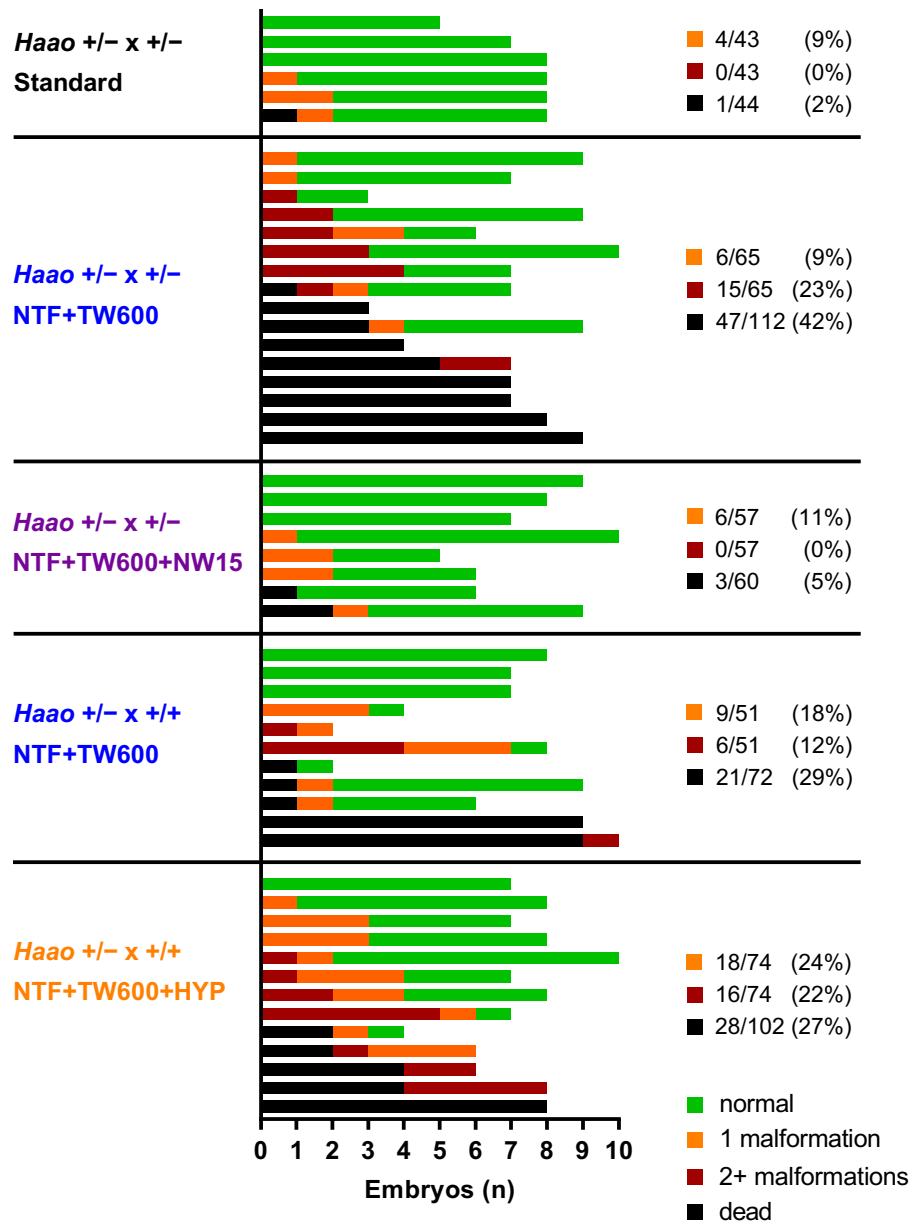 Haao +/− x +/−
Standard
4/43 (9%)
0/43 (0%)
1/44 (2%)
Haao +/− x +/−
NTF+TW600
6/65 (9%)
15/65 (23%)
47/112 (42%)
Haao +/− x +/−
NTF+TW600+NW15
6/57 (11%)
0/57 (0%)
3/60 (5%)
Haao +/− x +/+
NTF+TW600
9/51 (18%)
6/51 (12%)
21/72 (29%)
Haao +/− x +/+
NTF+TW600+HYP
18/74 (24%)
16/74 (22%)
28/102 (27%)
normal
1 malformation
2+ malformations
dead
0 1 2 3 4 5 6 7 8 9 10
Embryos (n)